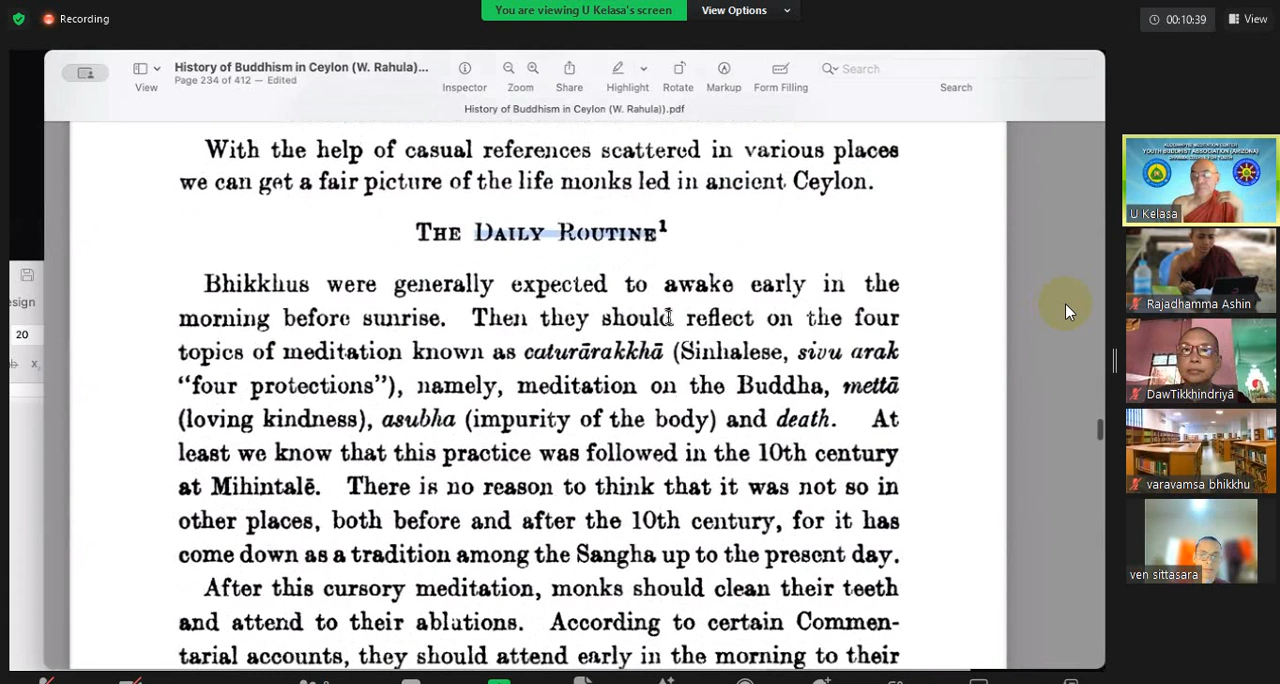 Recording
You are viewing U Kelasa's screen
View Options
00:10:39
View
History of Buddhism in Ceylon (W. Rahula)...
Page 234 of 412 — Edited
View
Inspector
Zoom
Share
Highlight
Rotate
Markup
Form Filling
Search
Search
History of Buddhism in Ceylon (W. Rahula)).pdf
With the help of casual references scattered in various places
we can get a fair picture of the life monks led in ancient Ceylon.
THE DAILY ROUTINE¹
Bhikkhus were generally expected to awake early in the
morning before sunrise. Then they should reflect on the four
topics of meditation known as caturārakkhā (Sinhalese, sivu arak
"four protections"), namely, meditation on the Buddha, mettā
(loving kindness), asubha (impurity of the body) and death. At
least we know that this practice was followed in the 10th century
at Mihintalē. There is no reason to think that it was not so in
other places, both before and after the 10th century, for it has
come down as a tradition among the Sangha up to the present day.
After this cursory meditation, monks should clean their teeth
and attend to their ablutions. According to certain Commen-
tarial accounts, they should attend early in the morning to their
esign
20
YOUTH BUDDHIST ASSOCIATION (ARIZONA)
U Kelasa
Rajadhamma Ashin
DawTikkhindriyā
varavamsa bhikkhu
ven sittasara